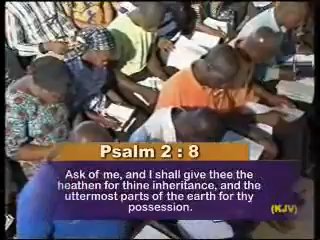 Psalm 2 : 8
Ask of me, and I shall give thee the
heathen for thine inheritance, and the
uttermost parts of the earth for thy
possession.
(KJV)